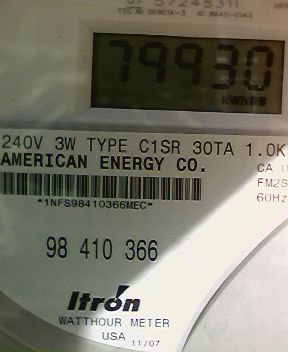 57245311
79930
kWh
240V 3W TYPE C1SR 30TA 1.0K
AMERICAN ENERGY CO.
CA
FM2S
60Hz
*1NFS98410366MEC*
98 410 366
Itron
WATTHOUR METER
USA 11/07